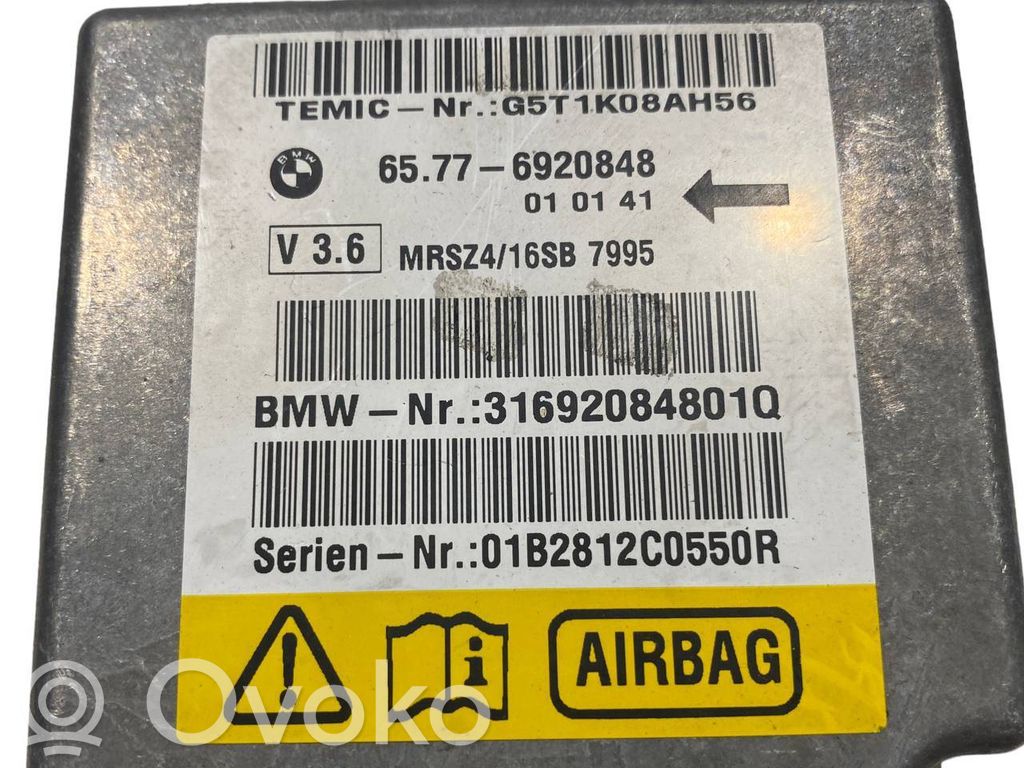 TEMIC-Nr.:G5T1K08AH56
BMW
65.77-6920848
01 01 41
V 3.6
MRSZ4/16SB 7995
BMW-Nr.:31692084801Q
Serien-Nr.:01B2812C0550R
! i AIRBAG
Ovoko